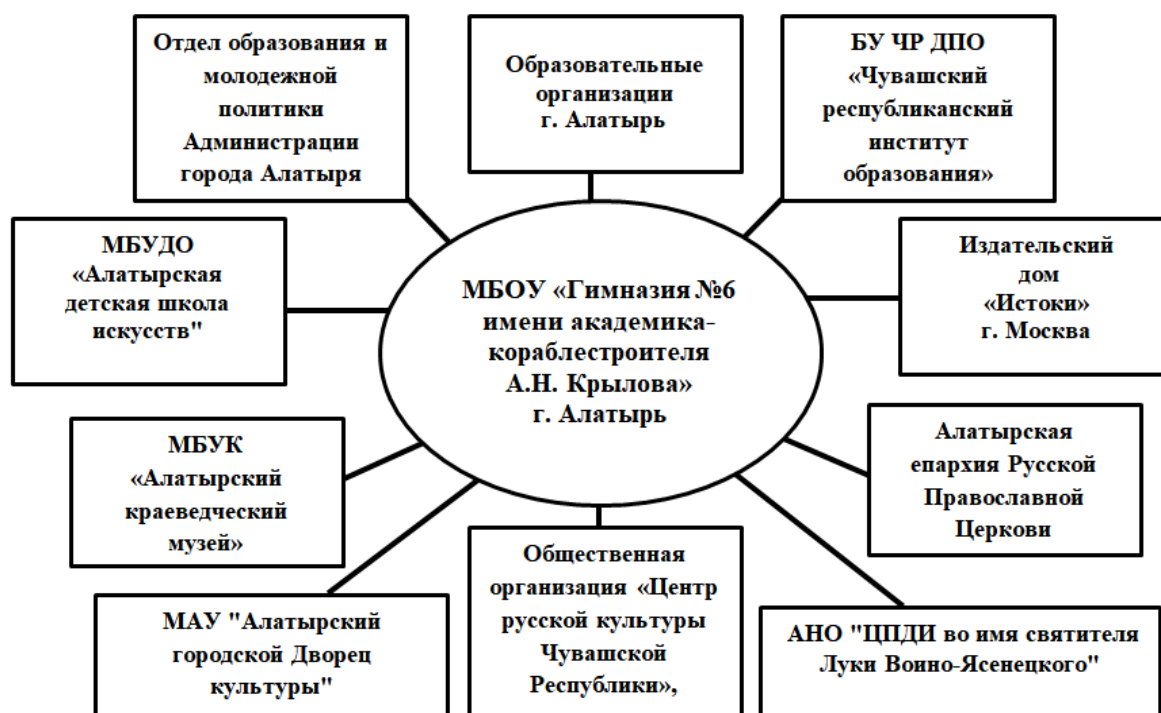 Отдел образования и
молодежной
политики
Администрации
города Алатыря
Образовательные
организации
г. Алатырь
БУ ЧР ДПО
«Чувашский
республиканский
институт
образования»
МБУДО
«Алатырская
детская школа
искусств"
МБОУ «Гимназия №6
имени академика-
кораблестроителя
А.Н. Крылова»
г. Алатырь
Издательский
дом
«Истоки»
г. Москва
МБУК
«Алатырский
краеведческий
музей»
Алатырская
епархия Русской
Православной
Церкови
МАУ "Алатырский
городской Дворец
культуры"
Общественная
организация «Центр
русской культуры
Чувашской
Республики»,
АНО "ЦПДИ во имя святителя
Луки Воино-Ясенецкого"